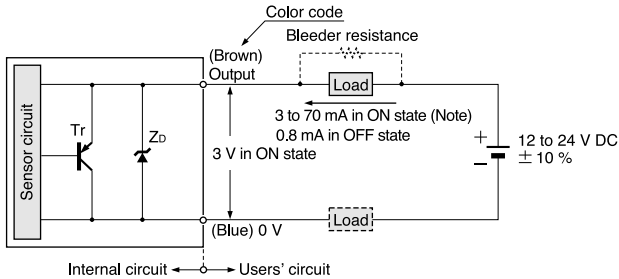 Color code
Bleeder resistance
(Brown)
Output
Load
3 to 70 mA in ON state (Note)
0.8 mA in OFF state
Sensor circuit
Tr
ZD
3 V in ON state
+
−
12 to 24 V DC
± 10 %
(Blue) 0 V
Load
Internal circuit
Users' circuit